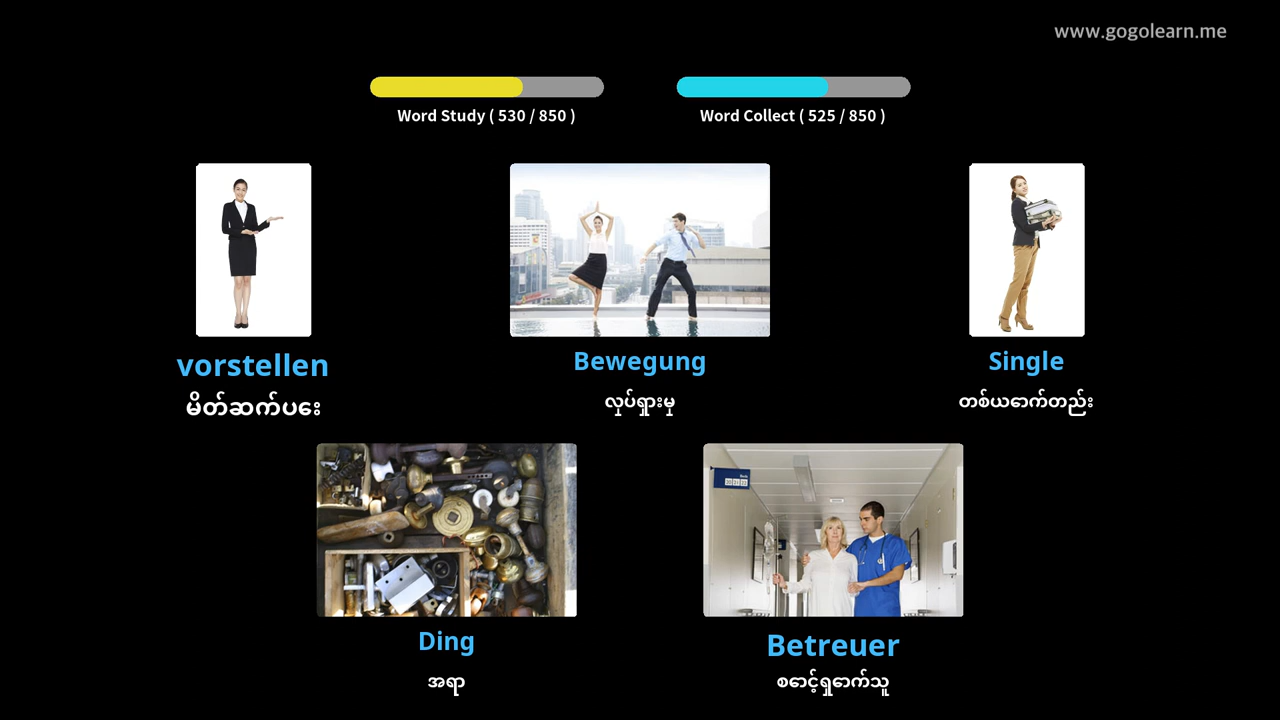 www.gogolearn.me
Word Study ( 530 / 850 )
Word Collect ( 525 / 850 )
vorstellen
မိတ်ဆက်ပေး
Bewegung
လှုပ်ရှားမှု
Single
တစ်ယောက်တည်း
Ding
အရာ
Betreuer
စောင့်ရှောက်သူ